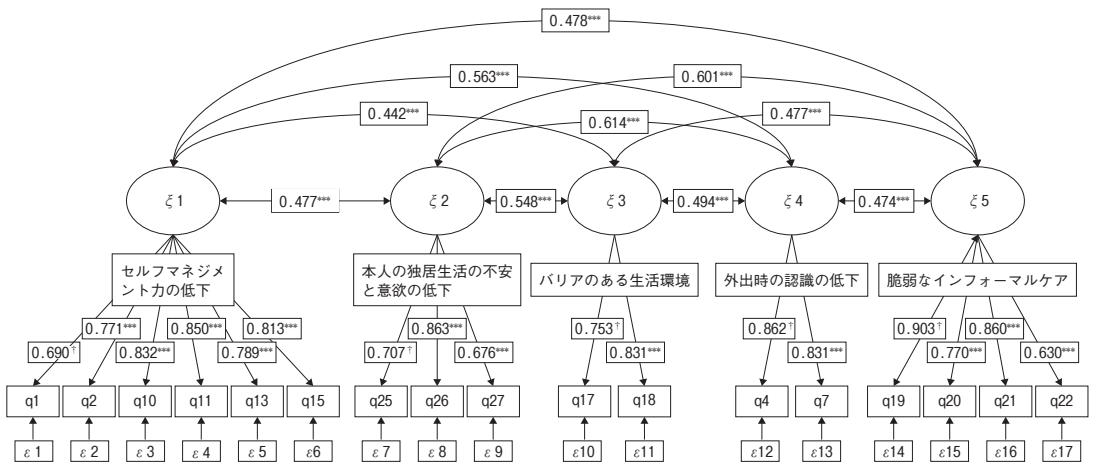 0.478***
0.563***
0.601***
0.442***
0.614***
0.477***
ξ1
0.477***
ξ2
0.548***
ξ3
0.494***
ξ4
0.474***
ξ5
セルフマネジメ
ント力の低下
本人の独居生活の不安
と意欲の低下
バリアのある生活環境
外出時の認識の低下
脆弱なインフォーマルケア
0.690†
0.771***
0.832***
0.850***
0.789***
0.813***
0.707†
0.863***
0.676***
0.753†
0.831***
0.862†
0.831***
0.903†
0.770***
0.860***
0.630***
q1 q2 q10 q11 q13 q15 q25 q26 q27 q17 q18 q4 q7 q19 q20 q21 q22
ε1 ε2 ε3 ε4 ε5 ε6 ε7 ε8 ε9 ε10 ε11 ε12 ε13 ε14 ε15 ε16 ε17